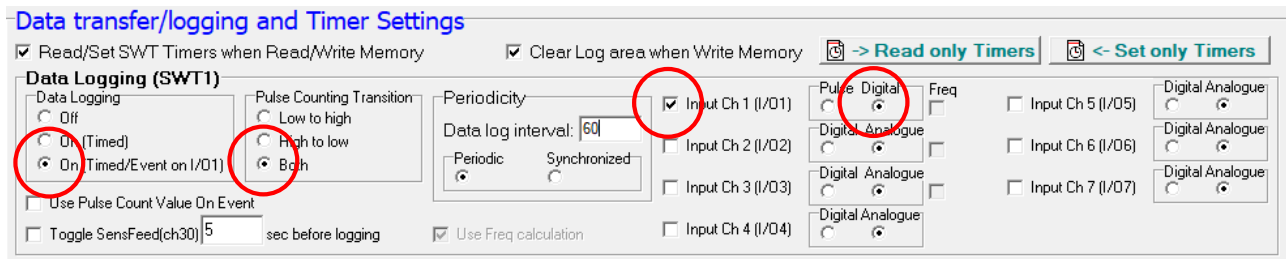 Data transfer/logging and Timer Settings
Read/Set SWT Timers when Read/Write Memory
Clear Log area when Write Memory
-> Read only Timers
<- Set only Timers
Data Logging (SWT1)
Data Logging
Off
On (Timed)
On (Timed/Event on I/O1)
Pulse Counting Transition
Low to high
High to low
Both
Use Pulse Count Value On Event
Toggle SensFeed(ch30) 5 sec before logging
Periodicity
Data log interval: 60
Periodic Synchronized
Use Freq calculation
Input Ch 1 (I/O1)
Pulse Digital Freq
Input Ch 2 (I/O2)
Digital Analogue
Input Ch 3 (I/O3)
Digital Analogue
Input Ch 4 (I/O4)
Digital Analogue
Input Ch 5 (I/O5)
Digital Analogue
Input Ch 6 (I/O6)
Digital Analogue
Input Ch 7 (I/O7)
Digital Analogue